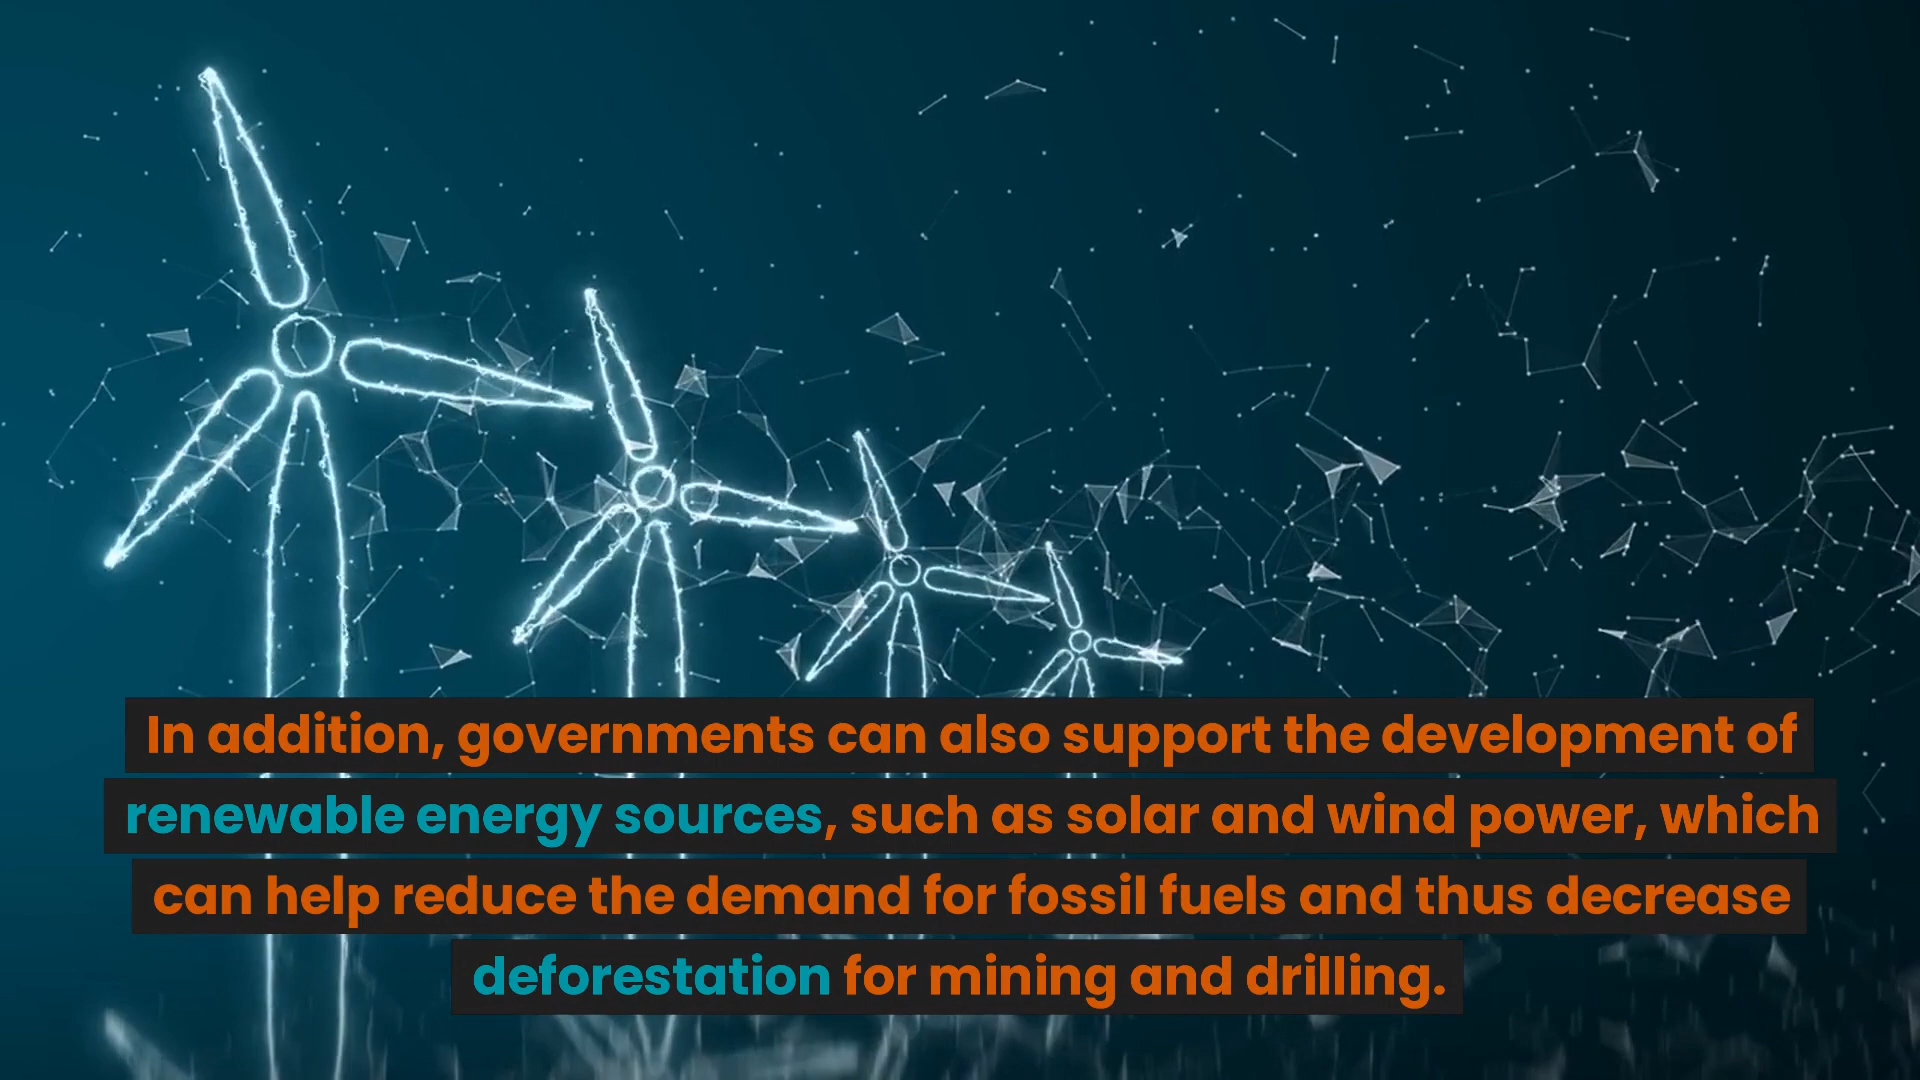 In addition, governments can also support the development of
renewable energy sources, such as solar and wind power, which
can help reduce the demand for fossil fuels and thus decrease
deforestation for mining and drilling.